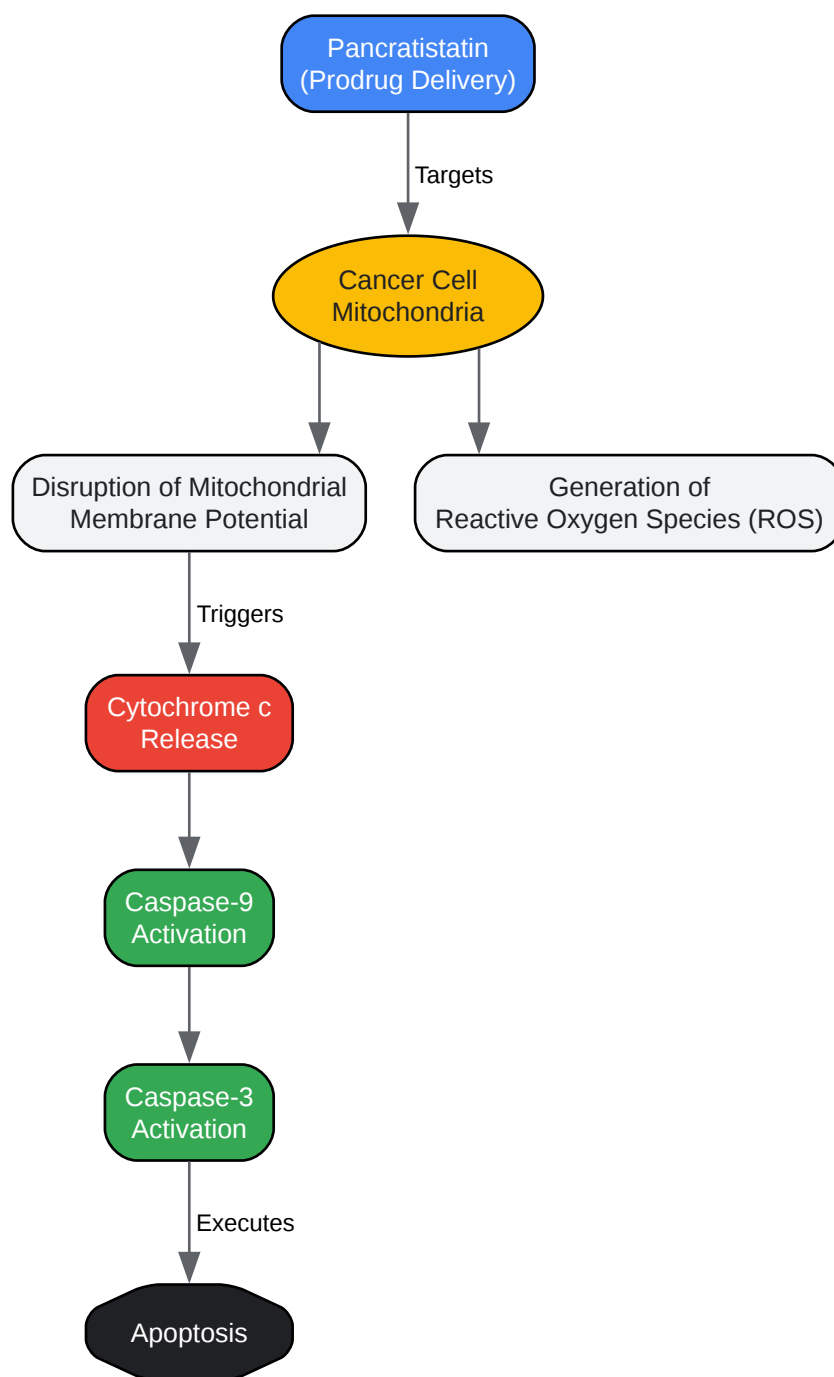 Pancratistatin
(Prodrug Delivery)
Targets
Cancer Cell
Mitochondria
Disruption of Mitochondrial
Membrane Potential
Generation of
Reactive Oxygen Species (ROS)
Triggers
Cytochrome c
Release
Caspase-9
Activation
Caspase-3
Activation
Executes
Apoptosis